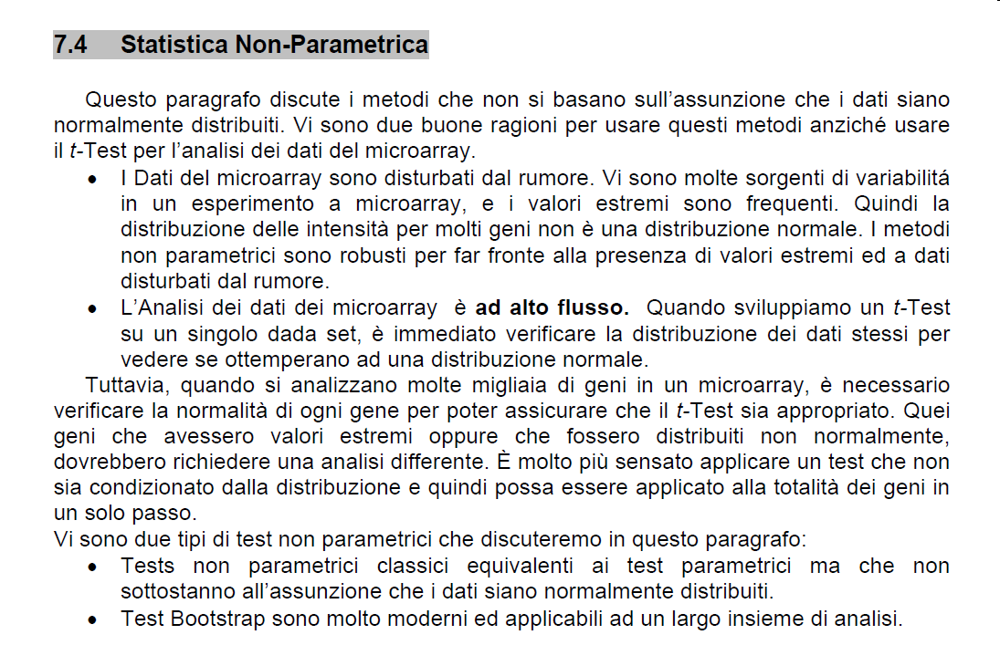 7.4 Statistica Non-Parametrica
Questo paragrafo discute i metodi che non si basano sull'assunzione che i dati siano
normalmente distribuiti. Vi sono due buone ragioni per usare questi metodi anziché usare
il t-Test per l'analisi dei dati del microarray.
• I Dati del microarray sono disturbati dal rumore. Vi sono molte sorgenti di variabilitá
in un esperimento a microarray, e i valori estremi sono frequenti. Quindi la
distribuzione delle intensità per molti geni non è una distribuzione normale. I metodi
non parametrici sono robusti per far fronte alla presenza di valori estremi ed a dati
disturbati dal rumore.
• L'Analisi dei dati dei microarray è ad alto flusso. Quando sviluppiamo un t-Test
su un singolo dada set, è immediato verificare la distribuzione dei dati stessi per
vedere se ottemperano ad una distribuzione normale.
Tuttavia, quando si analizzano molte migliaia di geni in un microarray, è necessario
verificare la normalità di ogni gene per poter assicurare che il t-Test sia appropriato. Quei
geni che avessero valori estremi oppure che fossero distribuiti non normalmente,
dovrebbero richiedere una analisi differente. È molto più sensato applicare un test che non
sia condizionato dalla distribuzione e quindi possa essere applicato alla totalità dei geni in
un solo passo.
Vi sono due tipi di test non parametrici che discuteremo in questo paragrafo:
• Tests non parametrici classici equivalenti ai test parametrici ma che non
sottostanno all'assunzione che i dati siano normalmente distribuiti.
• Test Bootstrap sono molto moderni ed applicabili ad un largo insieme di analisi.